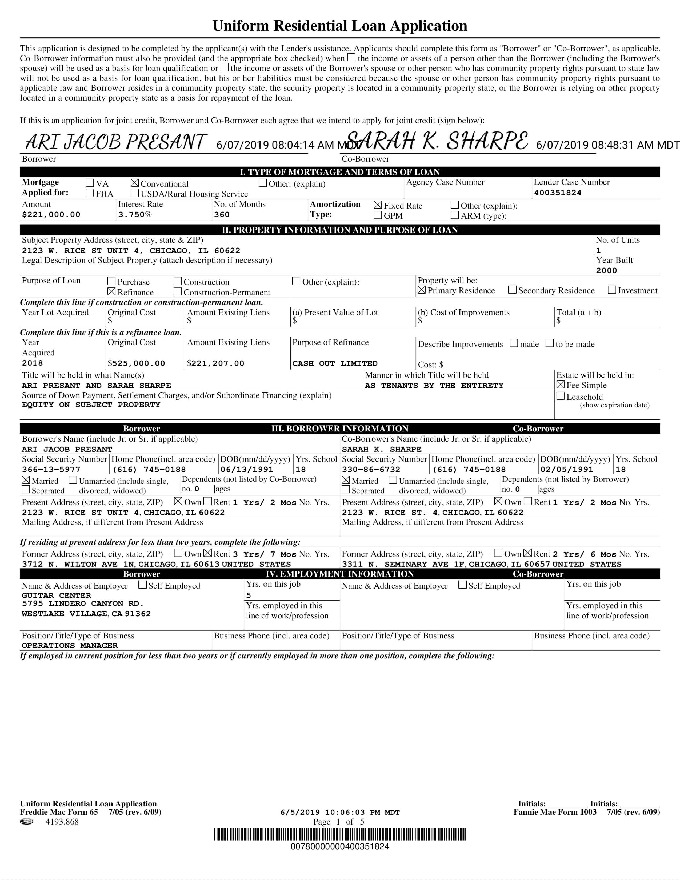 Uniform Residential Loan Application
This application is designed to be completed by the applicant(s) with the Lender's assistance. Applicants should complete this form as "Borrower" or "Co-Borrower", as applicable.
Co-Borrower information must also be provided (and the appropriate box checked) when the income or assets of a person other than the Borrower (including the Borrower's
spouse) will be used as a basis for loan qualification or the income or assets of the Borrower's spouse or other person who has community property rights pursuant to state law
will not be used as a basis for loan qualification, but his or her liabilities must be considered because the spouse or other person has community property rights pursuant to
applicable law and Borrower resides in a community property state, the security property is located in a community property state, or the Borrower is relying on other property
located in a community property state as a basis for repayment of the loan.
If this is an application for joint credit, Borrower and Co-Borrower each agree that we intend to apply for joint credit (sign below):
ARI JACOB PRESANT 6/07/2019 08:04:14 AM SARAH K. SHARPE 6/07/2019 08:48:31 AM MDT
Borrower Co-Borrower
I. TYPE OF MORTGAGE AND TERMS OF LOAN
Mortgage VA Conventional Other: (explain) Agency Case Number Lender Case Number
Applied for: FHA USDA/Rural Housing Service 400351824
Amount Interest Rate No. of Months Amortization Fixed Rate Other (explain):
$221,000.00 3.750% 360 Type: GPM ARM (type):
II. PROPERTY INFORMATION AND PURPOSE OF LOAN
Subject Property Address (street, city, state & ZIP) No. of Units
2123 W. RICE ST UNIT 4, CHICAGO, IL 60622 1
Legal Description of Subject Property (attach description if necessary) Year Built
2000
Purpose of Loan Purchase Construction Other (explain): Property will be:
Refinance Construction-Permanent Primary Residence Secondary Residence Investment
Complete this line if construction or construction-permanent loan.
Year Lot Acquired Original Cost Amount Existing Liens (a) Present Value of Lot (b) Cost of Improvements Total (a + b)
$ $ $ $ $
Complete this line if this is a refinance loan.
Year Original Cost Amount Existing Liens Purpose of Refinance Describe Improvements made to be made
Acquired
2018 $525,000.00 $221,207.00 CASH OUT LIMITED Cost: $
Title will be held in what Name(s) Manner in which Title will be held Estate will be held in:
ARI PRESANT AND SARAH SHARPE AS TENANTS BY THE ENTIRETY Fee Simple
Source of Down Payment, Settlement Charges, and/or Subordinate Financing (explain) Leasehold
EQUITY ON SUBJECT PROPERTY (show expiration date)
Borrower III. BORROWER INFORMATION Co-Borrower
Borrower's Name (include Jr. or Sr. if applicable) Co-Borrower's Name (include Jr. or Sr. if applicable)
ARI JACOB PRESANT SARAH K. SHARPE
Social Security Number Home Phone(incl. area code) DOB(mm/dd/yyyy) Yrs. School Social Security Number Home Phone(incl. area code) DOB(mm/dd/yyyy) Yrs. School
366-13-5977 (616) 745-0188 06/13/1991 18 330-86-6732 (616) 745-0188 02/05/1991 18
Married Unmarried (include single, Dependents (not listed by Co-Borrower) Married Unmarried (include single, Dependents (not listed by Borrower)
Separated divorced, widowed) no. 0 ages Separated divorced, widowed) no. 0 ages
Present Address (street, city, state, ZIP) Own Rent 1 Yrs/ 2 Mos No. Yrs. Present Address (street, city, state, ZIP) Own Rent 1 Yrs/ 2 Mos No. Yrs.
2123 W. RICE ST UNIT 4,CHICAGO,IL 60622 2123 W. RICE ST. 4,CHICAGO,IL 60622
Mailing Address, if different from Present Address Mailing Address, if different from Present Address
If residing at present address for less than two years, complete the following:
Former Address (street, city, state, ZIP) Own Rent 3 Yrs/ 7 Mos No. Yrs. Former Address (street, city, state, ZIP) Own Rent 2 Yrs/ 6 Mos No. Yrs.
3712 N. WILTON AVE 1N,CHICAGO,IL 60613 UNITED STATES 3311 N. SEMINARY AVE 1F,CHICAGO,IL 60657 UNITED STATES
Borrower IV. EMPLOYMENT INFORMATION Co-Borrower
Name & Address of Employer Self Employed Yrs. on this job Name & Address of Employer Self Employed Yrs. on this job
GUITAR CENTER 5
5795 LINDERO CANYON RD. Yrs. employed in this Yrs. employed in this
WESTLAKE VILLAGE,CA 91362 line of work/profession line of work/profession
Position/Title/Type of Business Business Phone (incl. area code) Position/Title/Type of Business Business Phone (incl. area code)
OPERATIONS MANAGER
If employed in current position for less than two years or if currently employed in more than one position, complete the following:
Uniform Residential Loan Application Initials: Initials:
Freddie Mac Form 65 7/05 (rev. 6/09) 6/5/2019 10:06:03 PM MDT Fannie Mae Form 1003 7/05 (rev. 6/09)
4193.868 Page 1 of 5
0078000000400351824